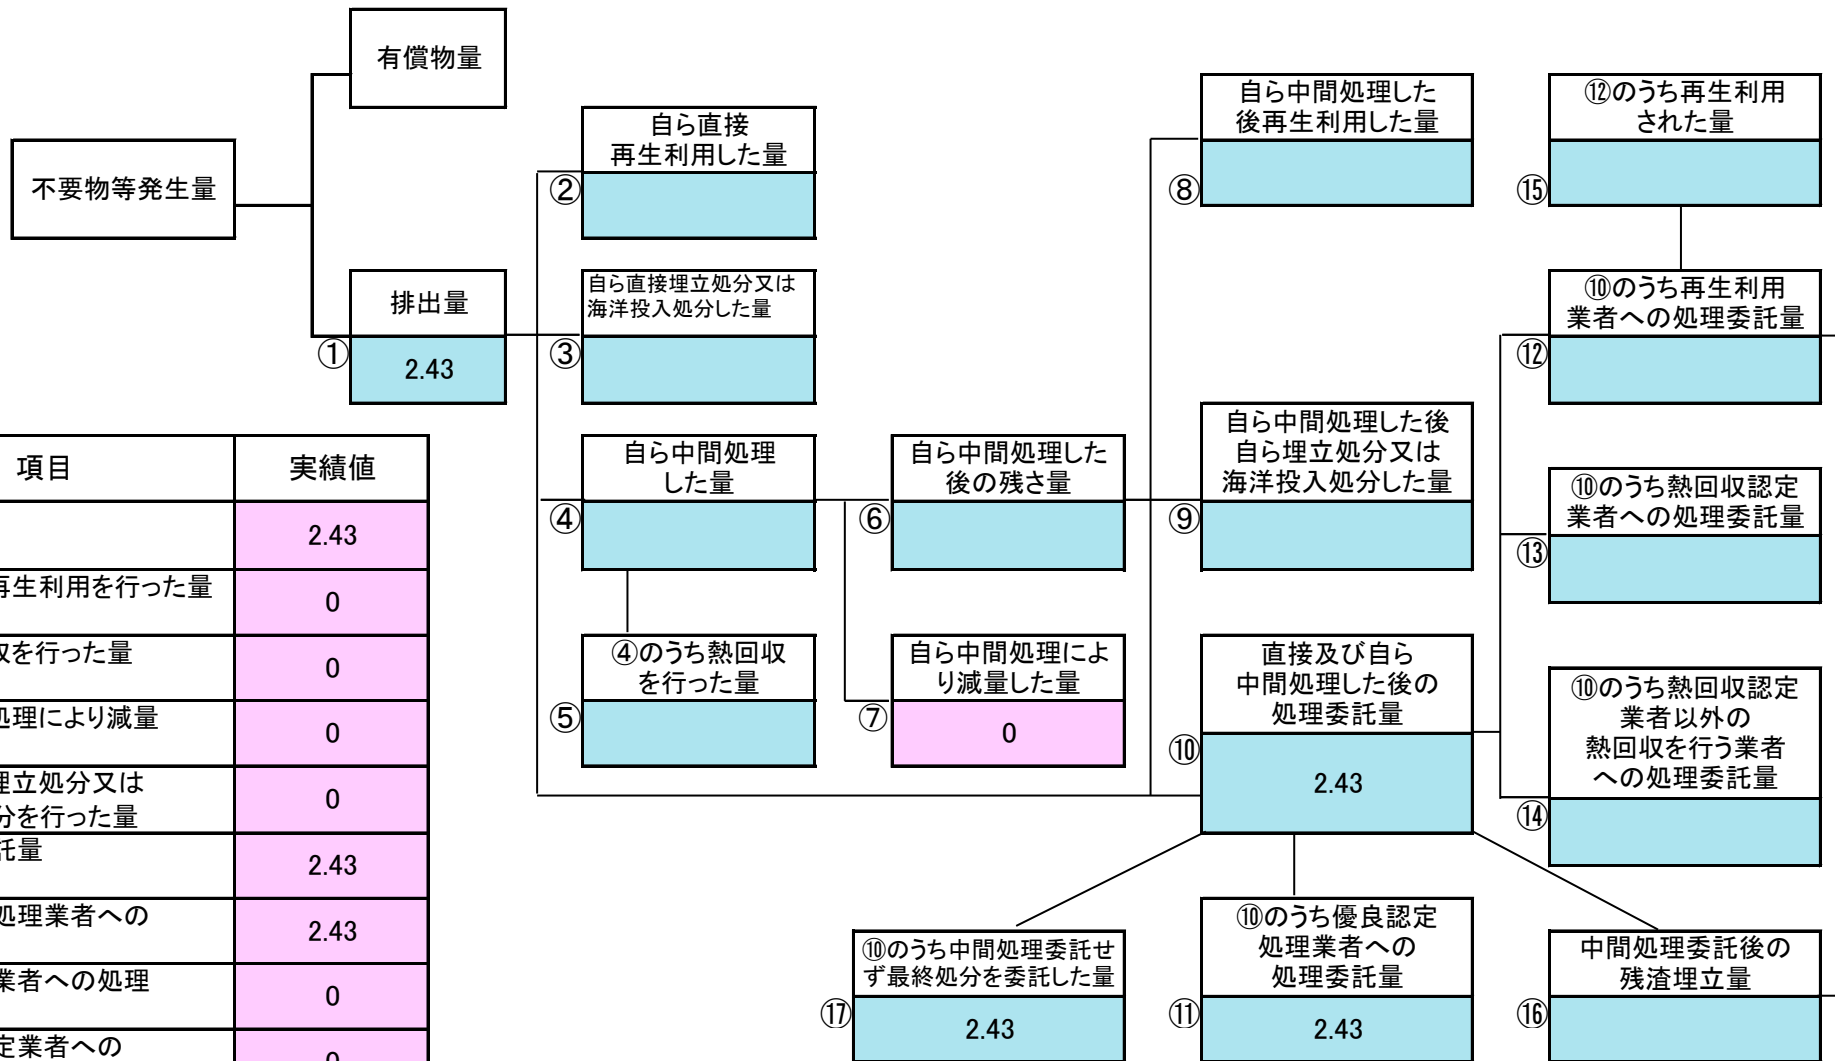 有償物量
不要物等発生量
排出量
①
2.43
自ら直接
再生利用した量
②
自ら直接埋立処分又は
海洋投入処分した量
③
自ら中間処理
した量
④
④のうち熱回収
を行った量
⑤
自ら中間処理した
後の残さ量
⑥
自ら中間処理によ
り減量した量
⑦
0
自ら中間処理した
後再生利用した量
⑧
自ら中間処理した後
自ら埋立処分又は
海洋投入処分した量
⑨
直接及び自ら
中間処理した後の
処理委託量
⑩
2.43
⑫のうち再生利用
された量
⑮
⑩のうち再生利用
業者への処理委託量
⑫
⑩のうち熱回収認定
業者への処理委託量
⑬
⑩のうち熱回収認定
業者以外の
熱回収を行う業者
への処理委託量
⑭
⑩のうち中間処理委託せ
ず最終処分を委託した量
⑰
2.43
⑩のうち優良認定
処理業者への
処理委託量
⑪
2.43
中間処理委託後の
残渣埋立量
⑯
項目 実績値
2.43
再生利用を行った量 0
収を行った量 0
処理により減量 0
埋立処分又は
分を行った量 0
託量 2.43
処理業者への 2.43
業者への処理 0
定業者への 0